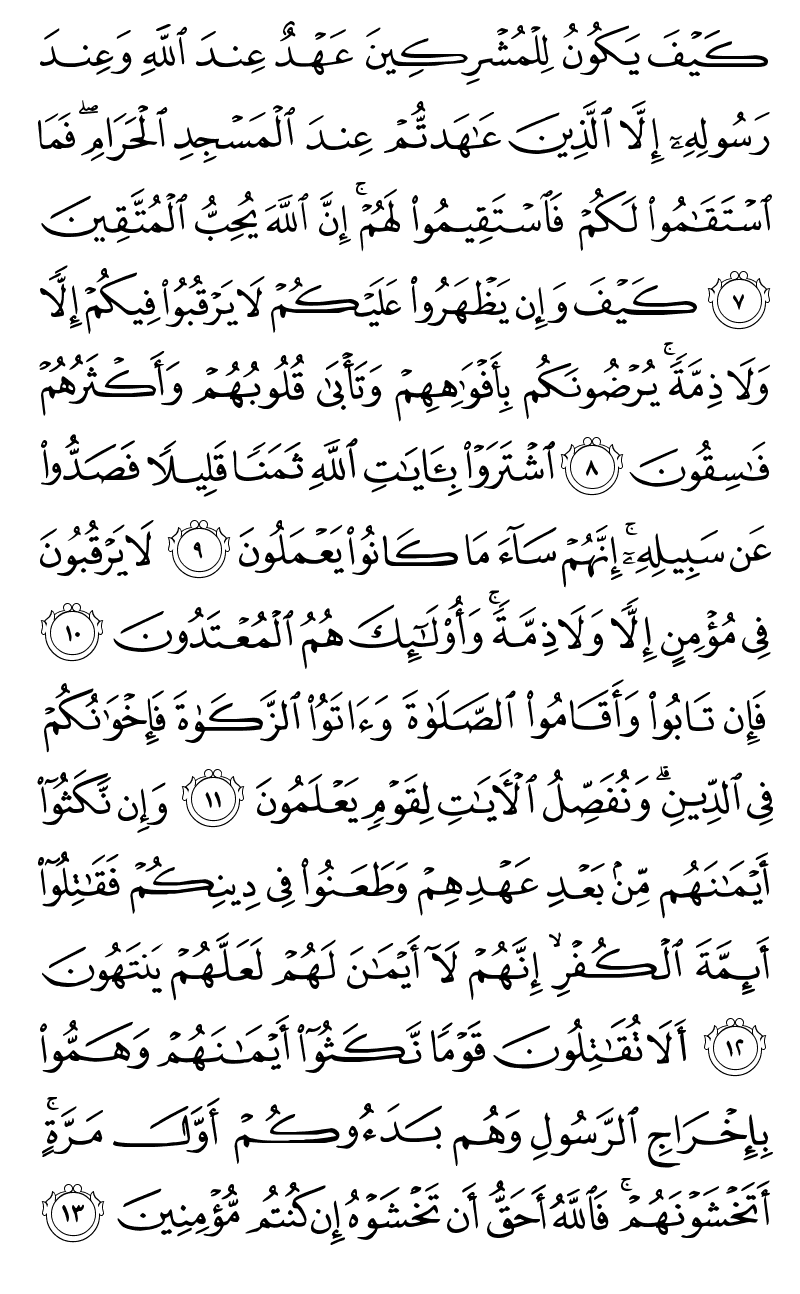 كَيۡفَ يَكُونُ لِلۡمُشۡرِكِينَ عَهۡدٌ عِندَ ٱللَّهِ وَعِندَ
رَسُولِهِۦٓ إِلَّا ٱلَّذِينَ عَٰهَدتُّمۡ عِندَ ٱلۡمَسۡجِدِ ٱلۡحَرَامِۖ فَمَا
ٱسۡتَقَٰمُواْ لَكُمۡ فَٱسۡتَقِيمُواْ لَهُمۡۚ إِنَّ ٱللَّهَ يُحِبُّ ٱلۡمُتَّقِينَ
٧ كَيۡفَ وَإِن يَظۡهَرُواْ عَلَيۡكُمۡ لَا يَرۡقُبُواْ فِيكُمۡ إِلّٗا
وَلَا ذِمَّةٗۚ يُرۡضُونَكُم بِأَفۡوَٰهِهِمۡ وَتَأۡبَىٰ قُلُوبُهُمۡ وَأَكۡثَرُهُمۡ
فَٰسِقُونَ ٨ ٱشۡتَرَوۡاْ بِـَٔايَٰتِ ٱللَّهِ ثَمَنٗا قَلِيلٗا فَصَدُّواْ
عَن سَبِيلِهِۦٓۚ إِنَّهُمۡ سَآءَ مَا كَانُواْ يَعۡمَلُونَ ٩ لَا يَرۡقُبُونَ
فِي مُؤۡمِنٍ إِلّٗا وَلَا ذِمَّةٗۚ وَأُوْلَٰٓئِكَ هُمُ ٱلۡمُعۡتَدُونَ ١٠
فَإِن تَابُواْ وَأَقَامُواْ ٱلصَّلَوٰةَ وَءَاتَوُاْ ٱلزَّكَوٰةَ فَإِخۡوَٰنُكُمۡ
فِي ٱلدِّينِۗ وَنُفَصِّلُ ٱلۡأٓيَٰتِ لِقَوۡمٖ يَعۡلَمُونَ ١١ وَإِن نَّكَثُوٓاْ
أَيۡمَٰنَهُم مِّنۢ بَعۡدِ عَهۡدِهِمۡ وَطَعَنُواْ فِي دِينِكُمۡ فَقَٰتِلُوٓاْ
أَئِمَّةَ ٱلۡكُفۡرِۙ إِنَّهُمۡ لَآ أَيۡمَٰنَ لَهُمۡ لَعَلَّهُمۡ يَنتَهُونَ
١٢ أَلَا تُقَٰتِلُونَ قَوۡمٗا نَّكَثُوٓاْ أَيۡمَٰنَهُمۡ وَهَمُّواْ
بِإِخۡرَاجِ ٱلرَّسُولِ وَهُم بَدَءُوكُمۡ أَوَّلَ مَرَّةٍۚ
أَتَخۡشَوۡنَهُمۡۚ فَٱللَّهُ أَحَقُّ أَن تَخۡشَوۡهُ إِن كُنتُم مُّؤۡمِنِينَ ١٣